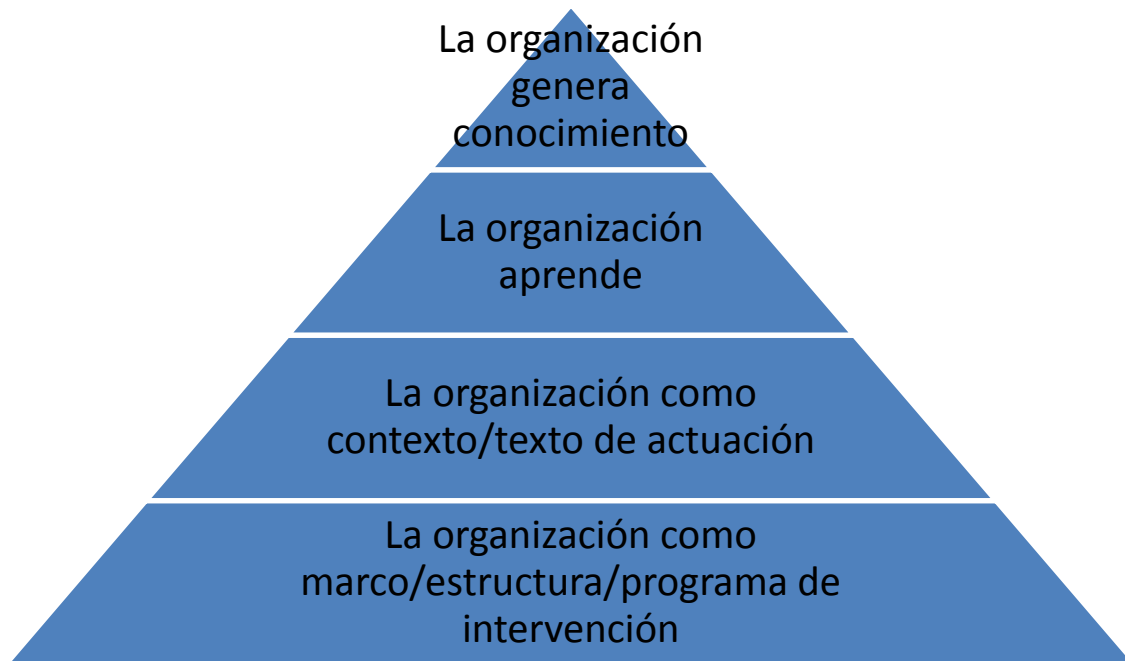 La organización
genera
conocimiento
La organización
aprende
La organización como
contexto/texto de actuación
La organización como
marco/estructura/programa de
intervención